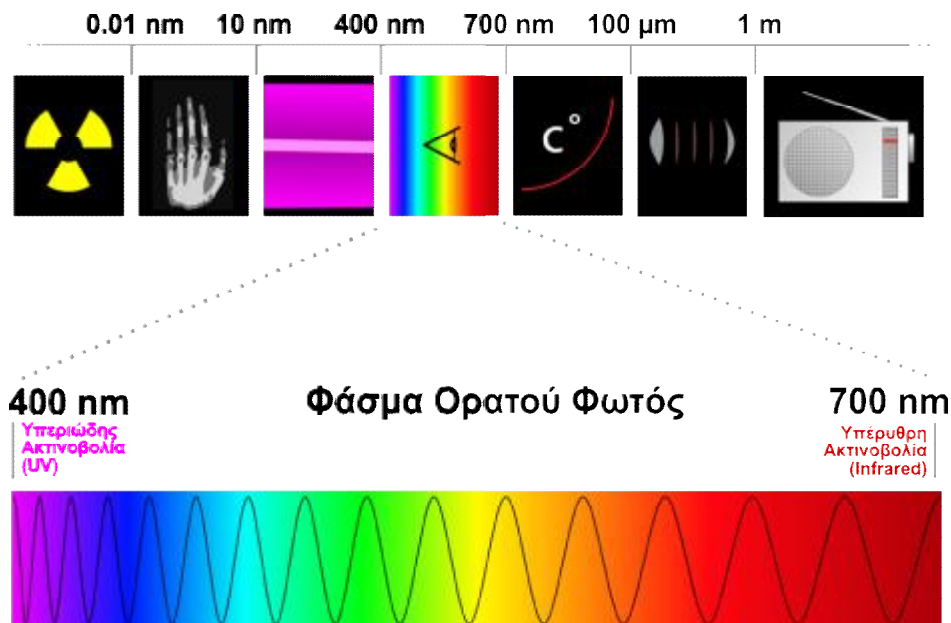 0.01 nm 10 nm 400 nm 700 nm 100 μm 1 m
C°
400 nm Φάσμα Ορατού Φωτός 700 nm
Υπεριώδης
Ακτινοβολία
(UV)
Υπέρυθρη
Ακτινοβολία
(Infrared)